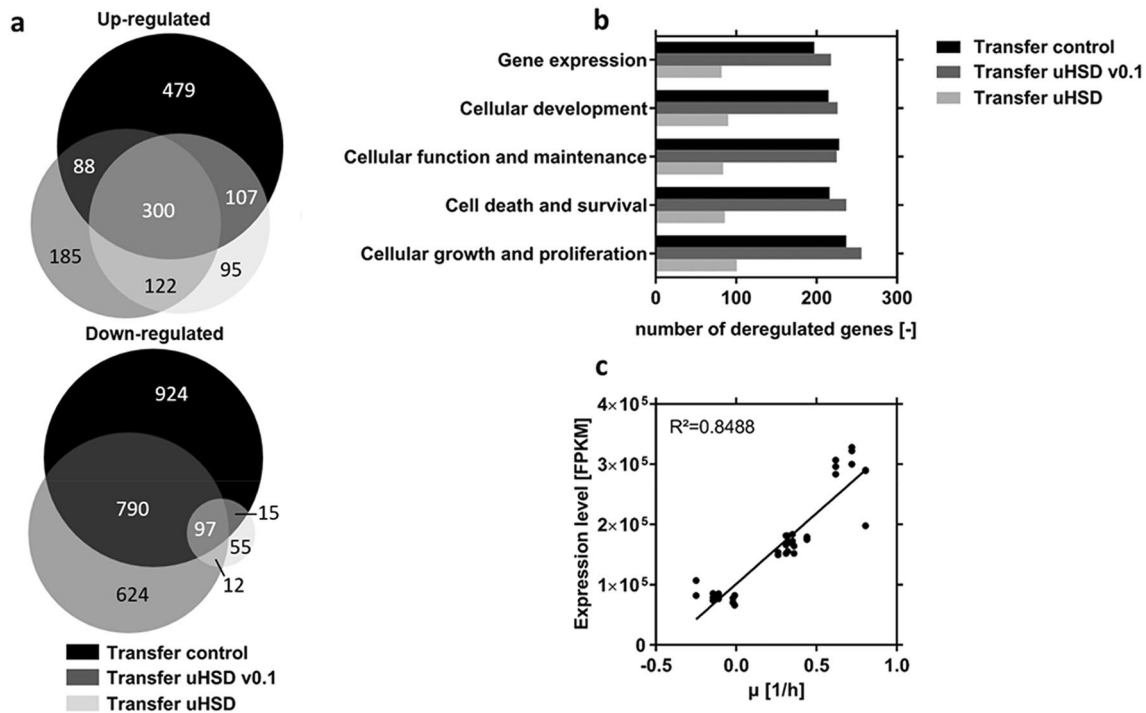 a
Up-regulated
479
88
107
300
185
95
122
Down-regulated
924
790
97
15
55
12
624
Transfer control
Transfer uHSD v0.1
Transfer uHSD
b
Gene expression
Cellular development
Cellular function and maintenance
Cell death and survival
Cellular growth and proliferation
0 100 200 300
number of deregulated genes [-]
Transfer control
Transfer uHSD v0.1
Transfer uHSD
c
R²=0.8488
Expression level [FPKM]
4×10⁵
3×10⁵
2×10⁵
1×10⁵
0
-0.5 0.0 0.5 1.0
μ [1/h]